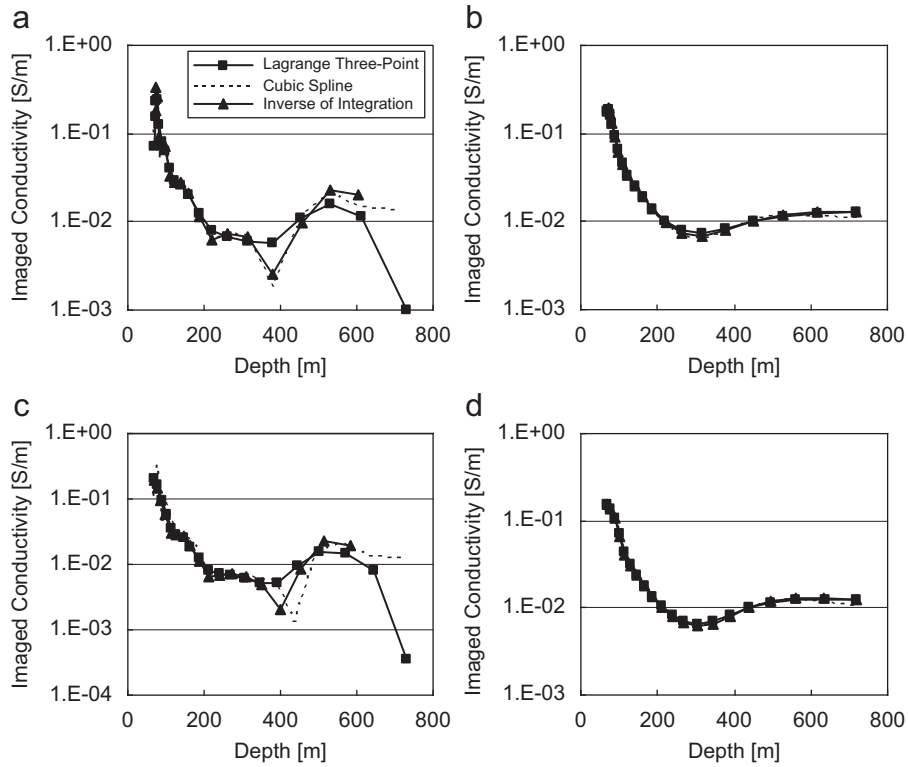 a
Imaged Conductivity [S/m]
1.E+00
1.E-01
1.E-02
1.E-03
0 200 400 600 800
Depth [m]
Lagrange Three-Point
Cubic Spline
Inverse of Integration
b
Imaged Conductivity [S/m]
1.E+00
1.E-01
1.E-02
1.E-03
0 200 400 600 800
Depth [m]
c
Imaged Conductivity [S/m]
1.E+00
1.E-01
1.E-02
1.E-03
1.E-04
0 200 400 600 800
Depth [m]
d
Imaged Conductivity [S/m]
1.E+00
1.E-01
1.E-02
1.E-03
0 200 400 600 800
Depth [m]